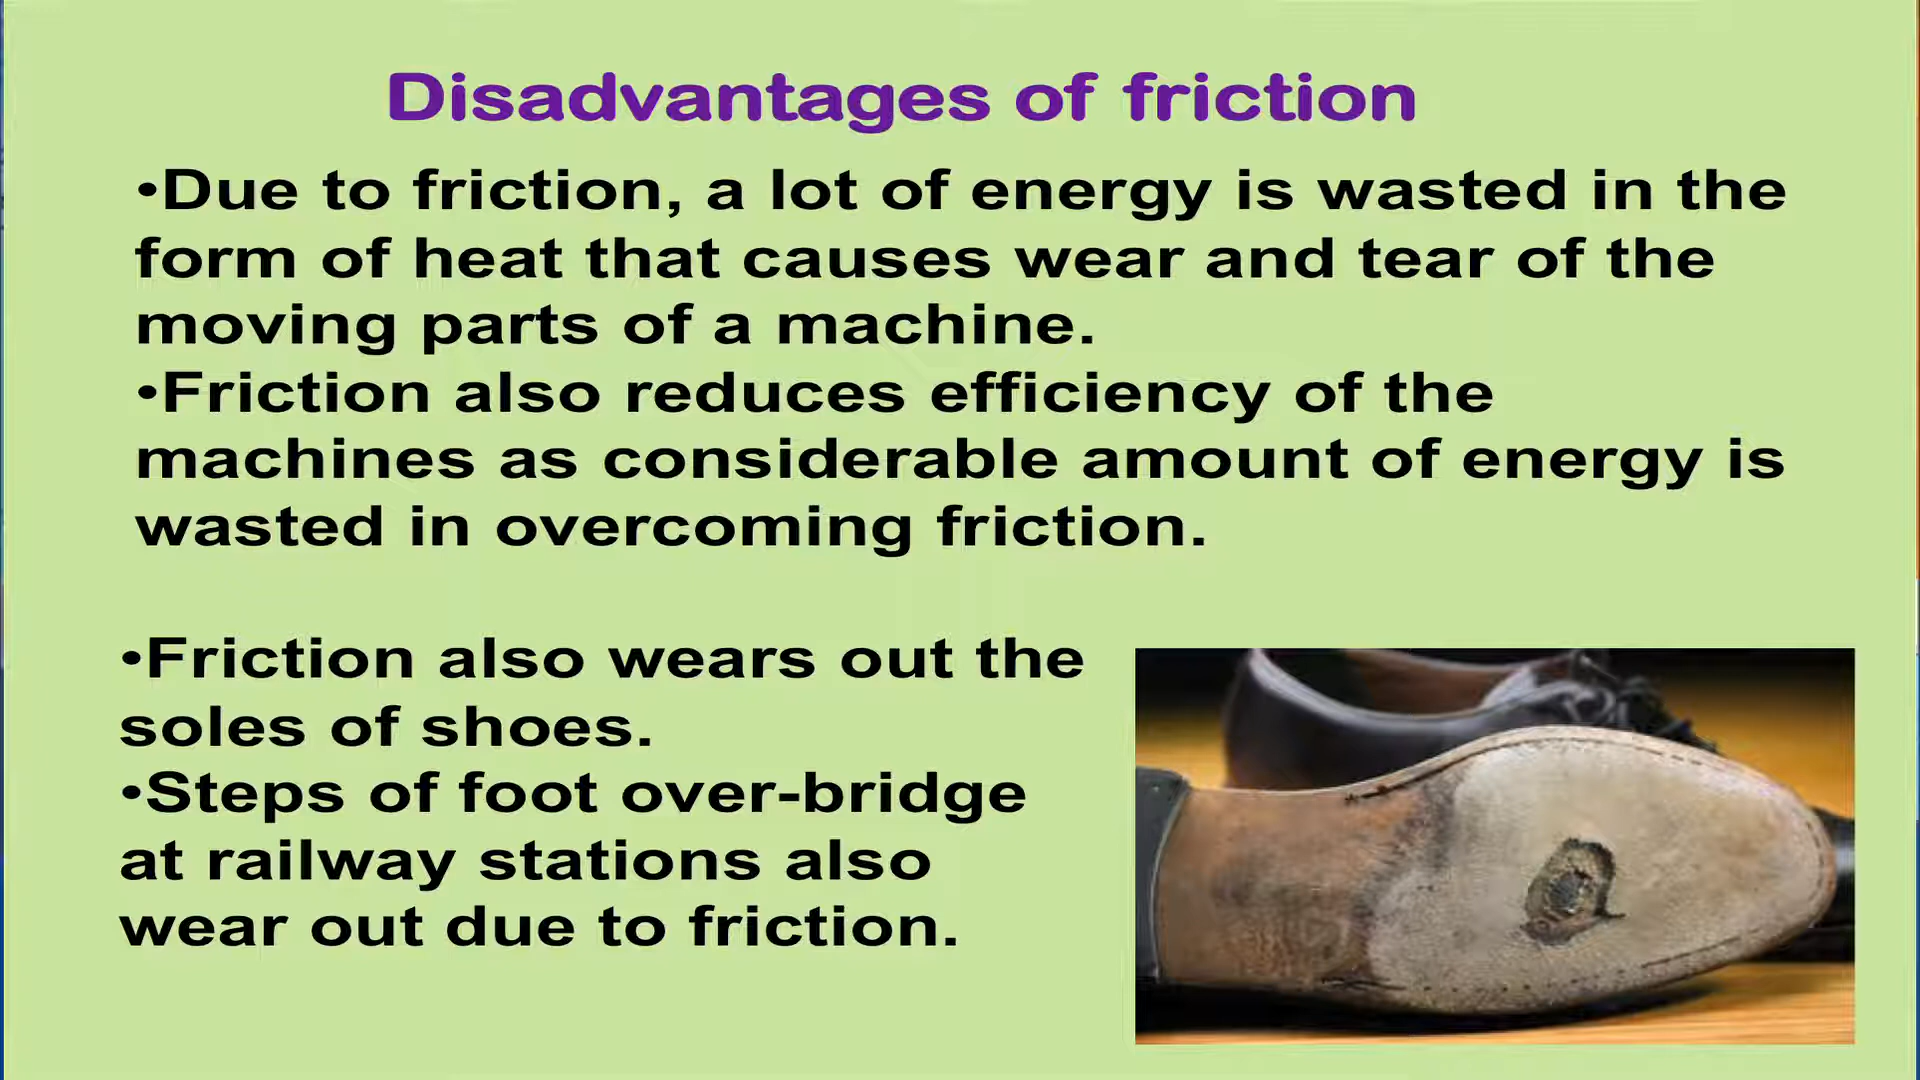 Disadvantages of friction
•Due to friction, a lot of energy is wasted in the
form of heat that causes wear and tear of the
moving parts of a machine.
•Friction also reduces efficiency of the
machines as considerable amount of energy is
wasted in overcoming friction.
•Friction also wears out the
soles of shoes.
•Steps of foot over-bridge
at railway stations also
wear out due to friction.